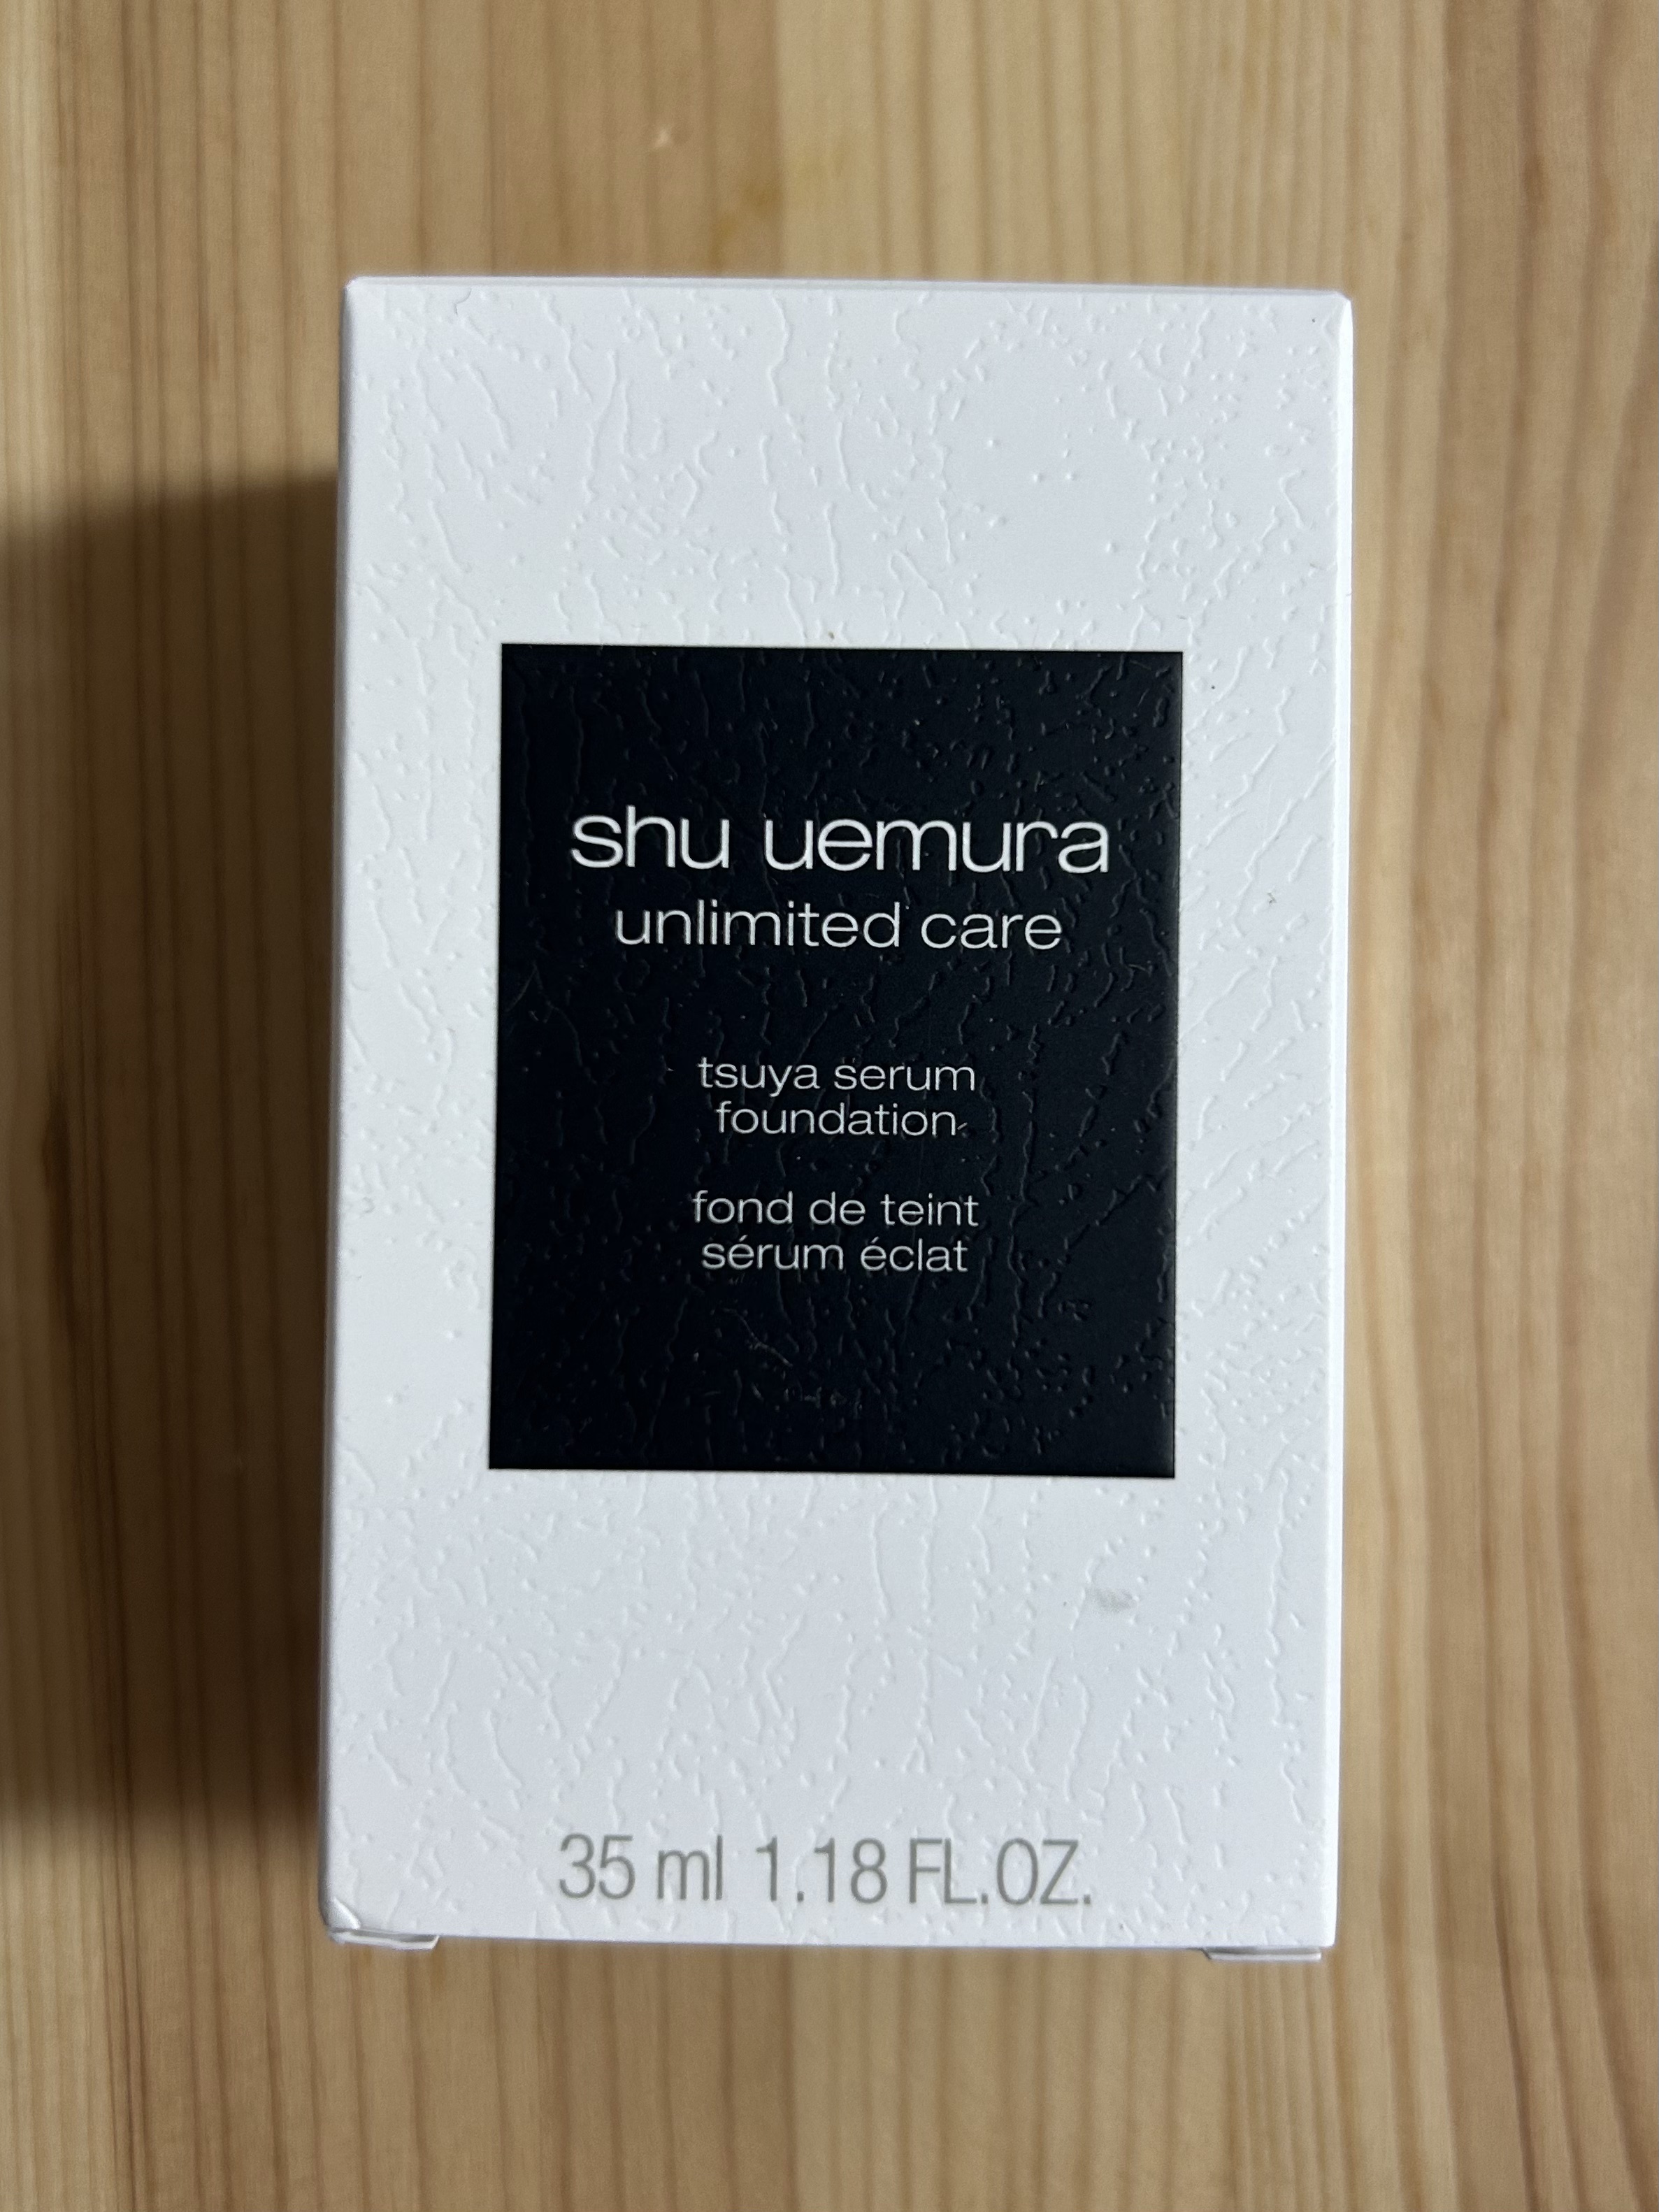 shu uemura
unlimited care
tsuya serum
foundation
fond de teint
sérum éclat
35 ml 1.18 FL.OZ.